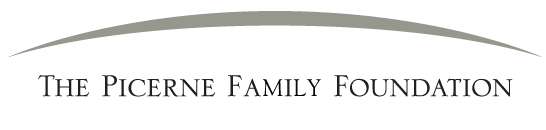 THE PICERNE FAMILY FOUNDATION